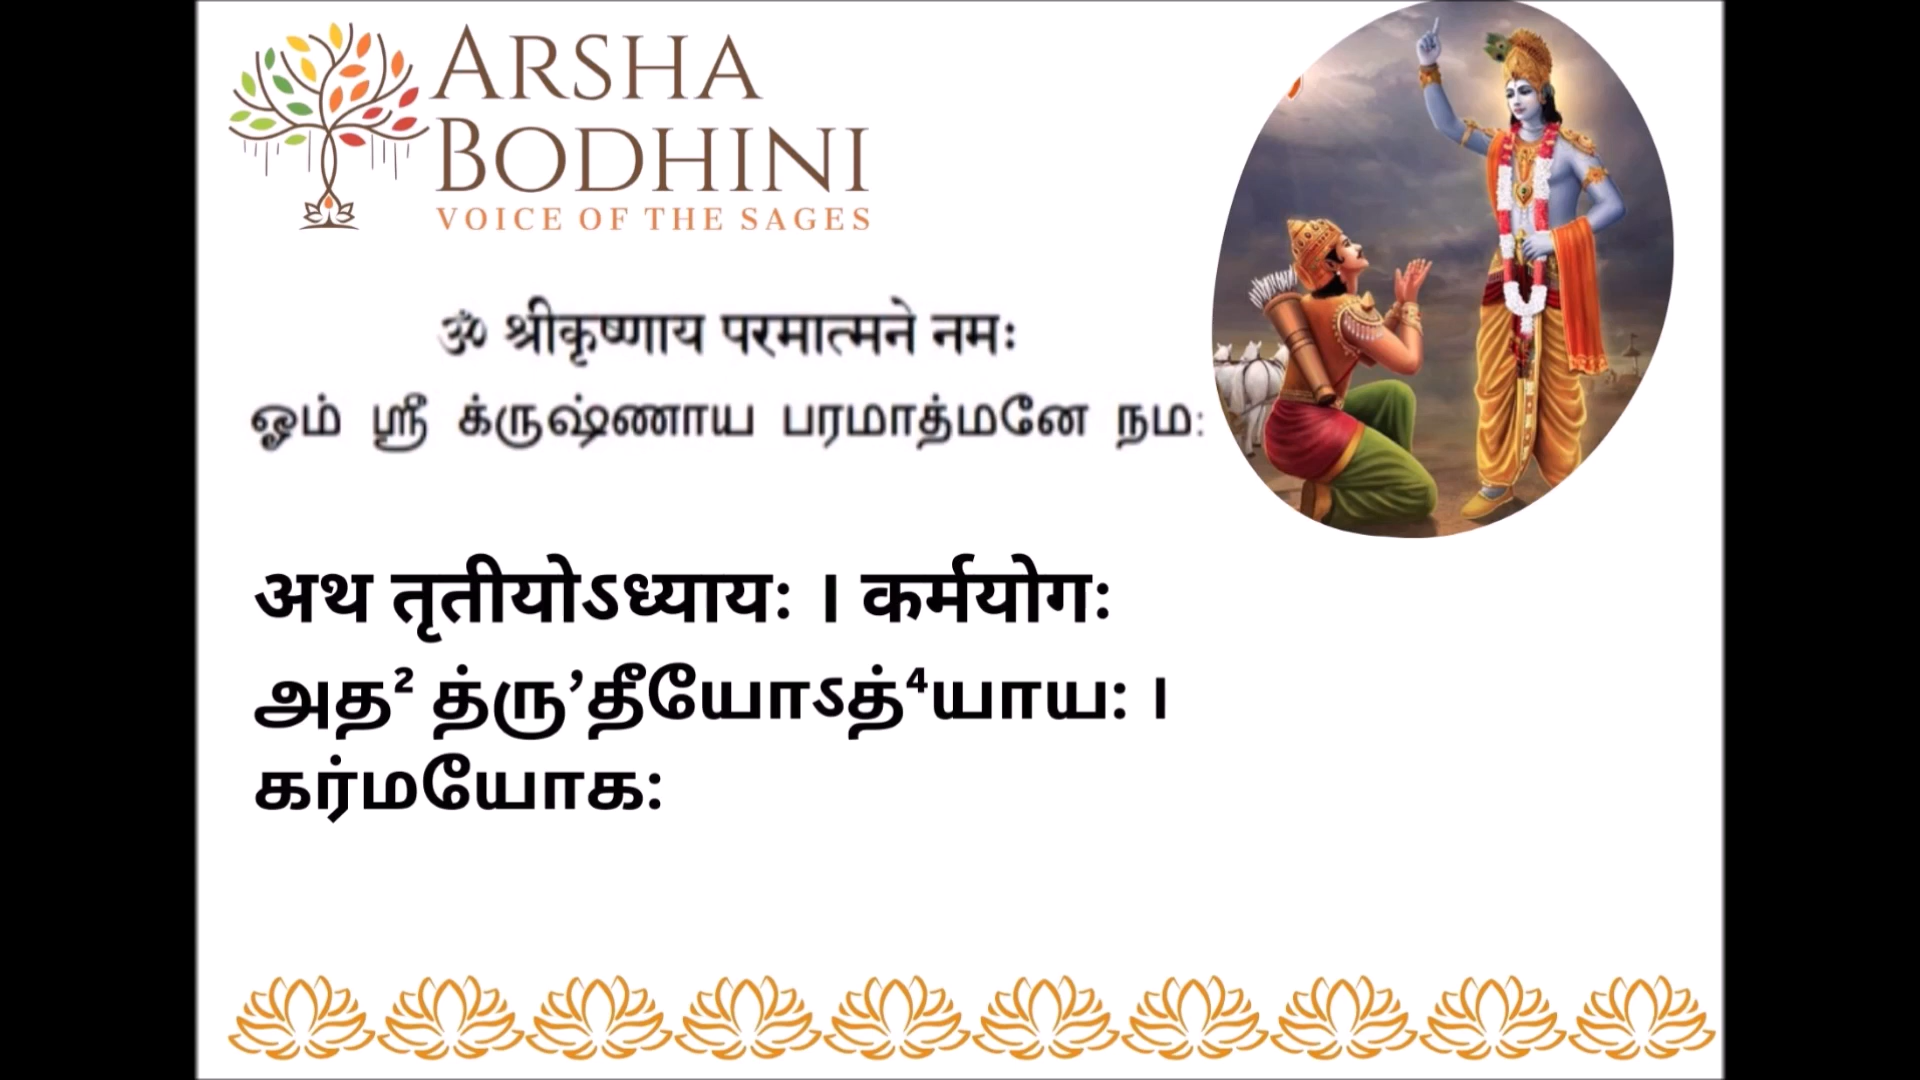 ARSHA
BODHINI
VOICE OF THE SAGES
ॐ श्रीकृष्णाय परमात्मने नमः
ஓம் ஸ்ரீ க்ருஷ்ணாய பரமாத்மனே நம:
अथ तृतीयोऽध्यायः । कर्मयोगः
அத² த்ரு’தீயோঽத்⁴யாய: ।
கர்மயோக: